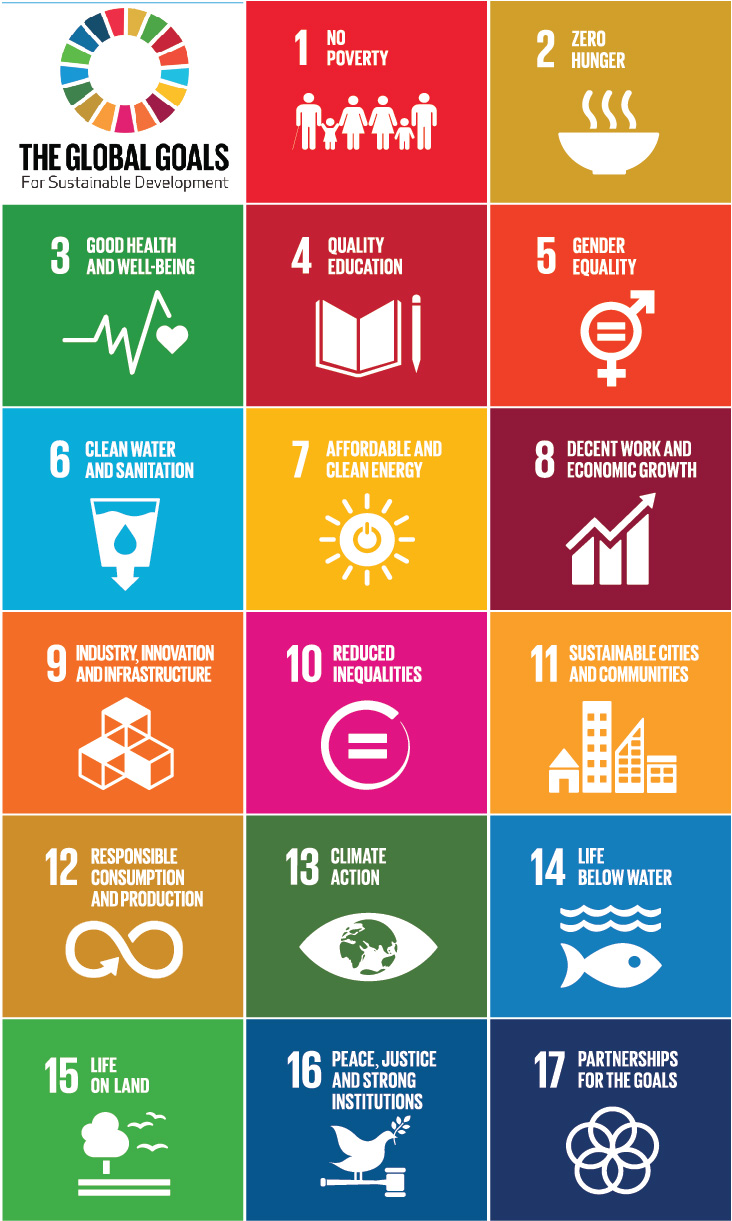 THE GLOBAL GOALS
For Sustainable Development
1 NO
POVERTY
2 ZERO
HUNGER
3 GOOD HEALTH
AND WELL-BEING
4 QUALITY
EDUCATION
5 GENDER
EQUALITY
6 CLEAN WATER
AND SANITATION
7 AFFORDABLE AND
CLEAN ENERGY
8 DECENT WORK AND
ECONOMIC GROWTH
9 INDUSTRY, INNOVATION
AND INFRASTRUCTURE
10 REDUCED
INEQUALITIES
11 SUSTAINABLE CITIES
AND COMMUNITIES
12 RESPONSIBLE
CONSUMPTION
AND PRODUCTION
13 CLIMATE
ACTION
14 LIFE
BELOW WATER
15 LIFE
ON LAND
16 PEACE, JUSTICE
AND STRONG
INSTITUTIONS
17 PARTNERSHIPS
FOR THE GOALS